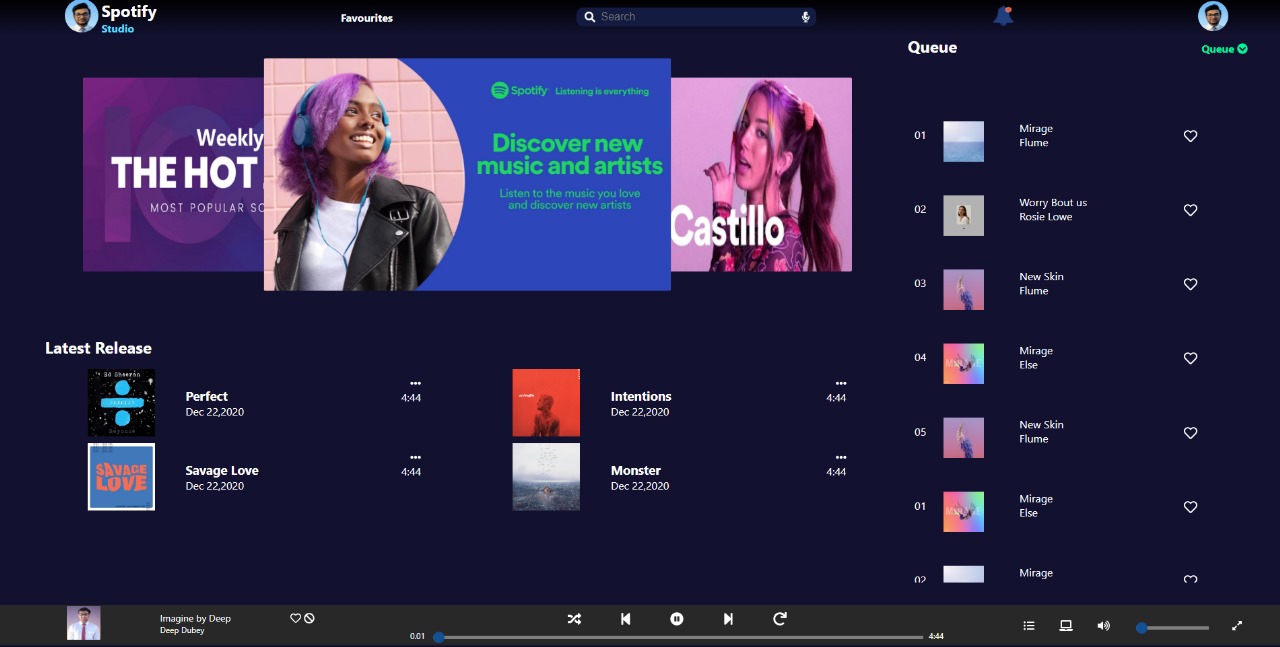 Spotify
Studio
Favourites
Search
Queue
Queue
Weekly
THE HOT
MOST POPULAR SO
Spotify Listening is everything
Discover new
music and artists
Listen to the music you love
and discover new artists
Castillo
01
Mirage
Flume
02
Worry Bout us
Rosie Lowe
03
New Skin
Flume
04
Mirage
Else
05
New Skin
Flume
01
Mirage
Else
02
Mirage
Latest Release
Ed Sheeran
PERFECT
Beyoncé
Perfect
Dec 22,2020
4:44
Intentions
Dec 22,2020
4:44
SAVAGE
LOVE
Savage Love
Dec 22,2020
4:44
Monster
Dec 22,2020
4:44
Imagine by Deep
Deep Dubey
0.01
4:44